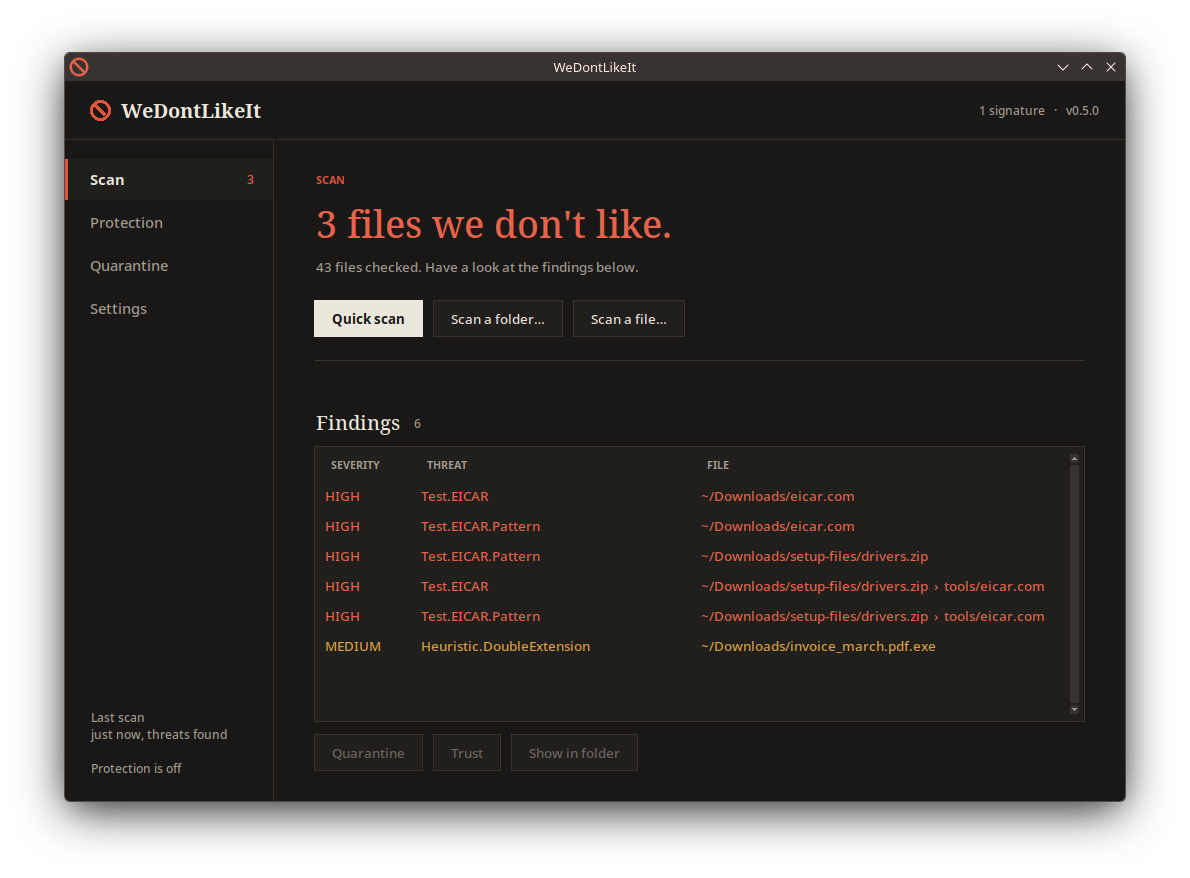 WeDontLikeIt
WeDontLikeIt
1 signature · v0.5.0
Scan 3
Protection
Quarantine
Settings
Last scan
just now, threats found
Protection is off
SCAN
3 files we don't like.
43 files checked. Have a look at the findings below.
Quick scan Scan a folder... Scan a file...
Findings 6
SEVERITY THREAT FILE
HIGH Test.EICAR ~/Downloads/eicar.com
HIGH Test.EICAR.Pattern ~/Downloads/eicar.com
HIGH Test.EICAR.Pattern ~/Downloads/setup-files/drivers.zip
HIGH Test.EICAR ~/Downloads/setup-files/drivers.zip › tools/eicar.com
HIGH Test.EICAR.Pattern ~/Downloads/setup-files/drivers.zip › tools/eicar.com
MEDIUM Heuristic.DoubleExtension ~/Downloads/invoice_march.pdf.exe
Quarantine Trust Show in folder